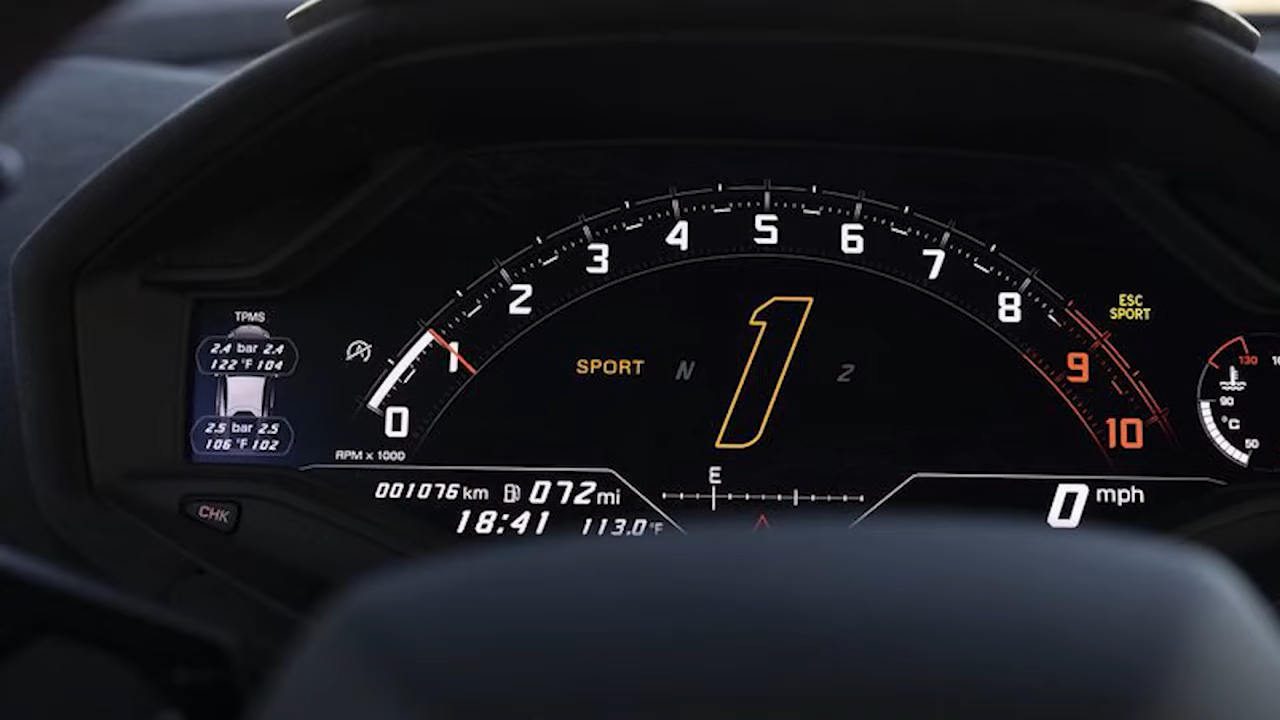 TPMS
2.4 bar 2.4
122 °F 104
2.5 bar 2.5
106 °F 102
CHK
0
1
2
3
4
5
6
7
8
9
10
RPM x 1000
SPORT N 1 2
ESC
SPORT
E
001076 km 072 mi
18:41 113.0 °F
0 mph
130
90
°C
50